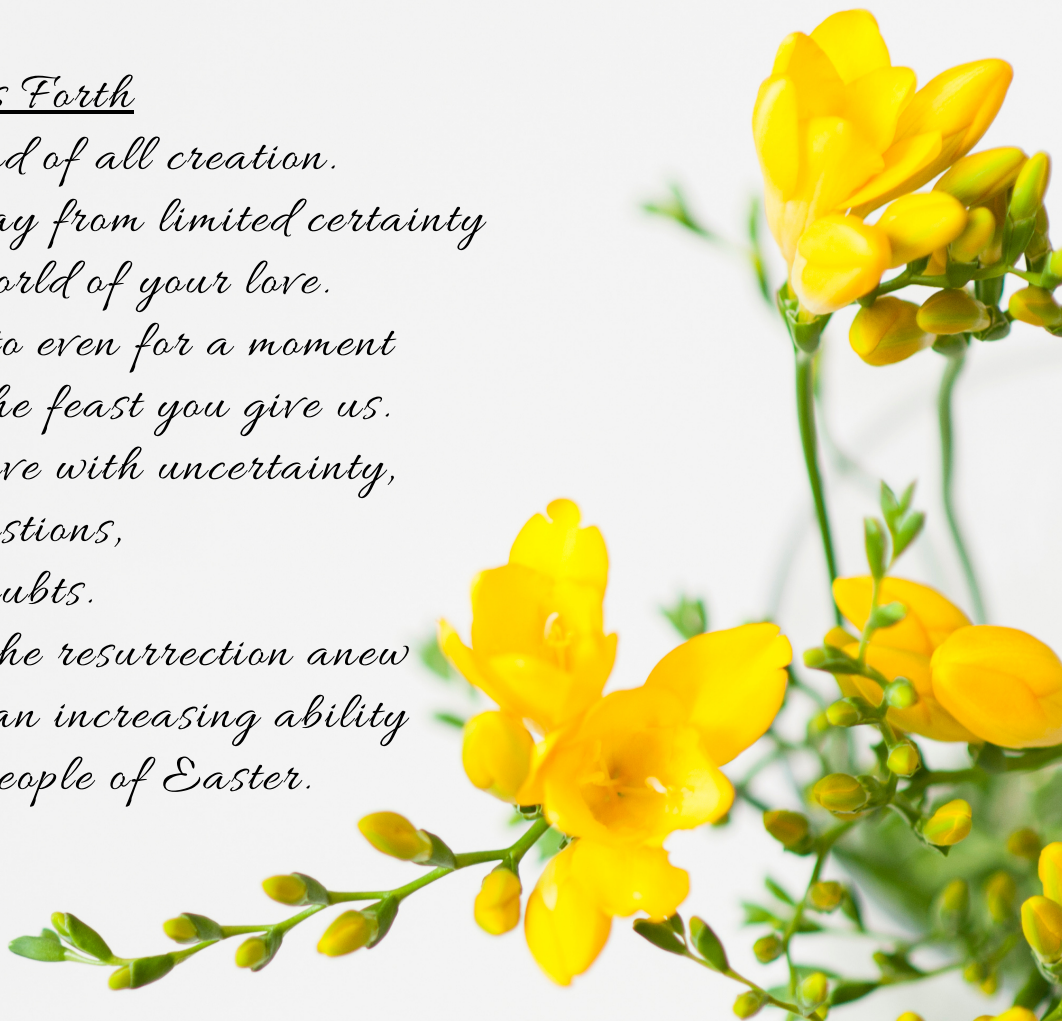 s Forth
d of all creation.
ay from limited certainty
orld of your love.
to even for a moment
he feast you give us.
ve with uncertainty,
stions,
ubts.
he resurrection anew
an increasing ability
eople of Easter.